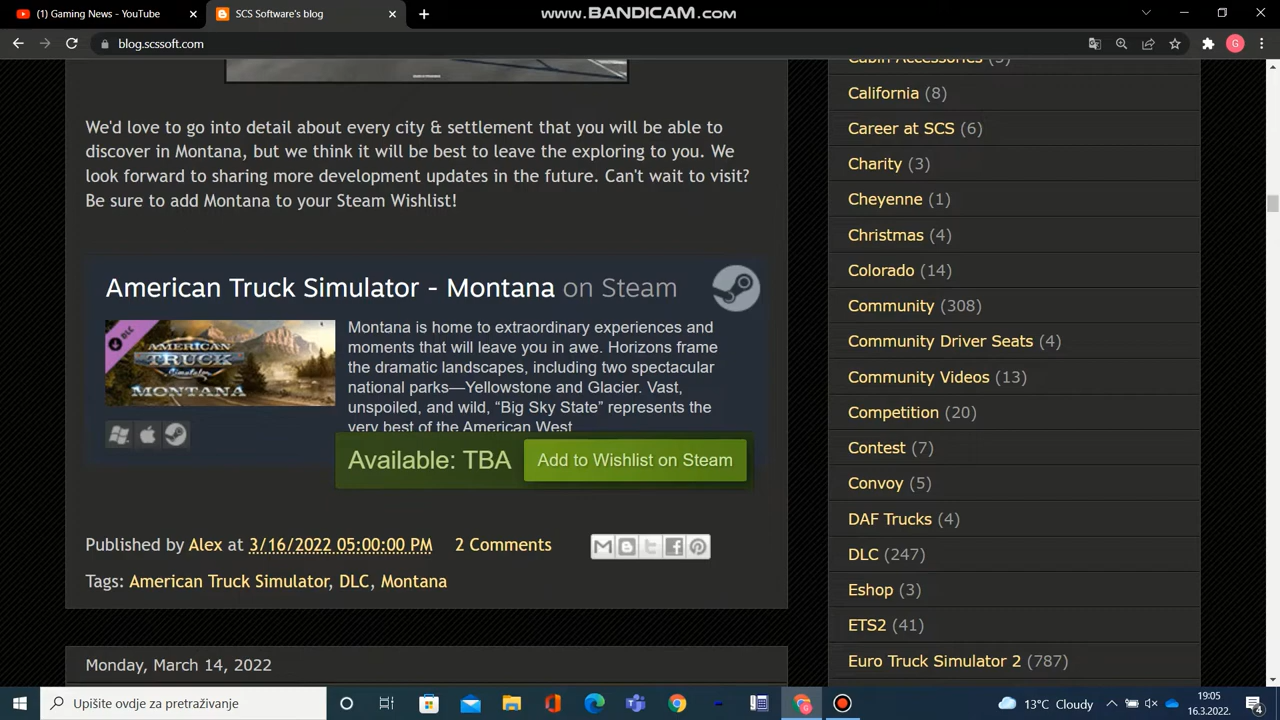 (1) Gaming News - YouTube
SCS Software's blog
WWW.BANDICAM.COM
blog.scssoft.com
We'd love to go into detail about every city & settlement that you will be able to
discover in Montana, but we think it will be best to leave the exploring to you. We
look forward to sharing more development updates in the future. Can't wait to visit?
Be sure to add Montana to your Steam Wishlist!
American Truck Simulator - Montana on Steam
DLC
AMERICAN
TRUCK
Simulator
MONTANA
Montana is home to extraordinary experiences and
moments that will leave you in awe. Horizons frame
the dramatic landscapes, including two spectacular
national parks—Yellowstone and Glacier. Vast,
unspoiled, and wild, “Big Sky State” represents the
very best of the American West
Available: TBA
Add to Wishlist on Steam
Published by Alex at 3/16/2022 05:00:00 PM
2 Comments
Tags: American Truck Simulator, DLC, Montana
Monday, March 14, 2022
Cabin Accessories (5)
California (8)
Career at SCS (6)
Charity (3)
Cheyenne (1)
Christmas (4)
Colorado (14)
Community (308)
Community Driver Seats (4)
Community Videos (13)
Competition (20)
Contest (7)
Convoy (5)
DAF Trucks (4)
DLC (247)
Eshop (3)
ETS2 (41)
Euro Truck Simulator 2 (787)
Upišite ovdje za pretraživanje
13°C Cloudy
19:05
16.3.2022.
4